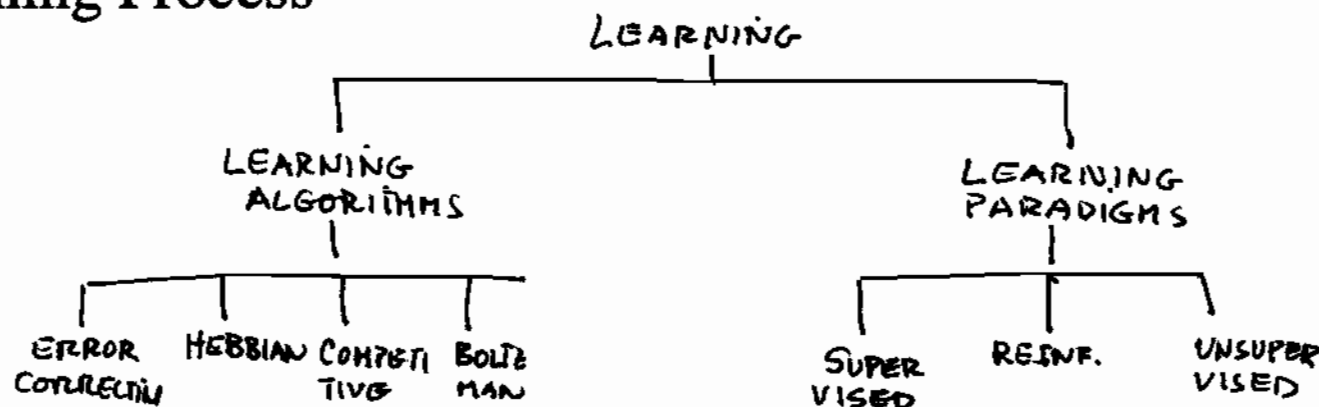 ning Process
LEARNING
LEARNING
ALGORITHMS
LEARNING
PARADIGMS
ERROR
CORRECTIN
HEBBIAN
COMPETI
TIVE
BOLTZ
MAN
SUPER
VISED
REINF.
UNSUPER
VISED